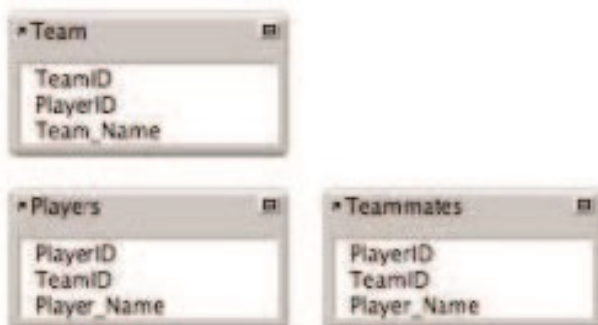 Team
TeamID
PlayerID
Team_Name
Players
PlayerID
TeamID
Player_Name
Teammates
PlayerID
TeamID
Player_Name